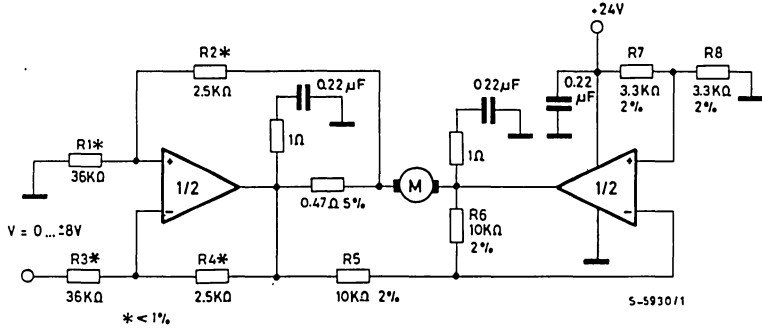 +24V
R2*
2.5KΩ
0.22µF
0.22µF
0.22
µF
R7
3.3KΩ
2%
R8
3.3KΩ
2%
R1*
36KΩ
+
-
1/2
1Ω
0.47Ω 5%
M
1Ω
R6
10KΩ
2%
+
-
1/2
V = 0 ... ±8V
R3*
36KΩ
R4*
2.5KΩ
R5
10KΩ 2%
* < 1%
S-5930/1